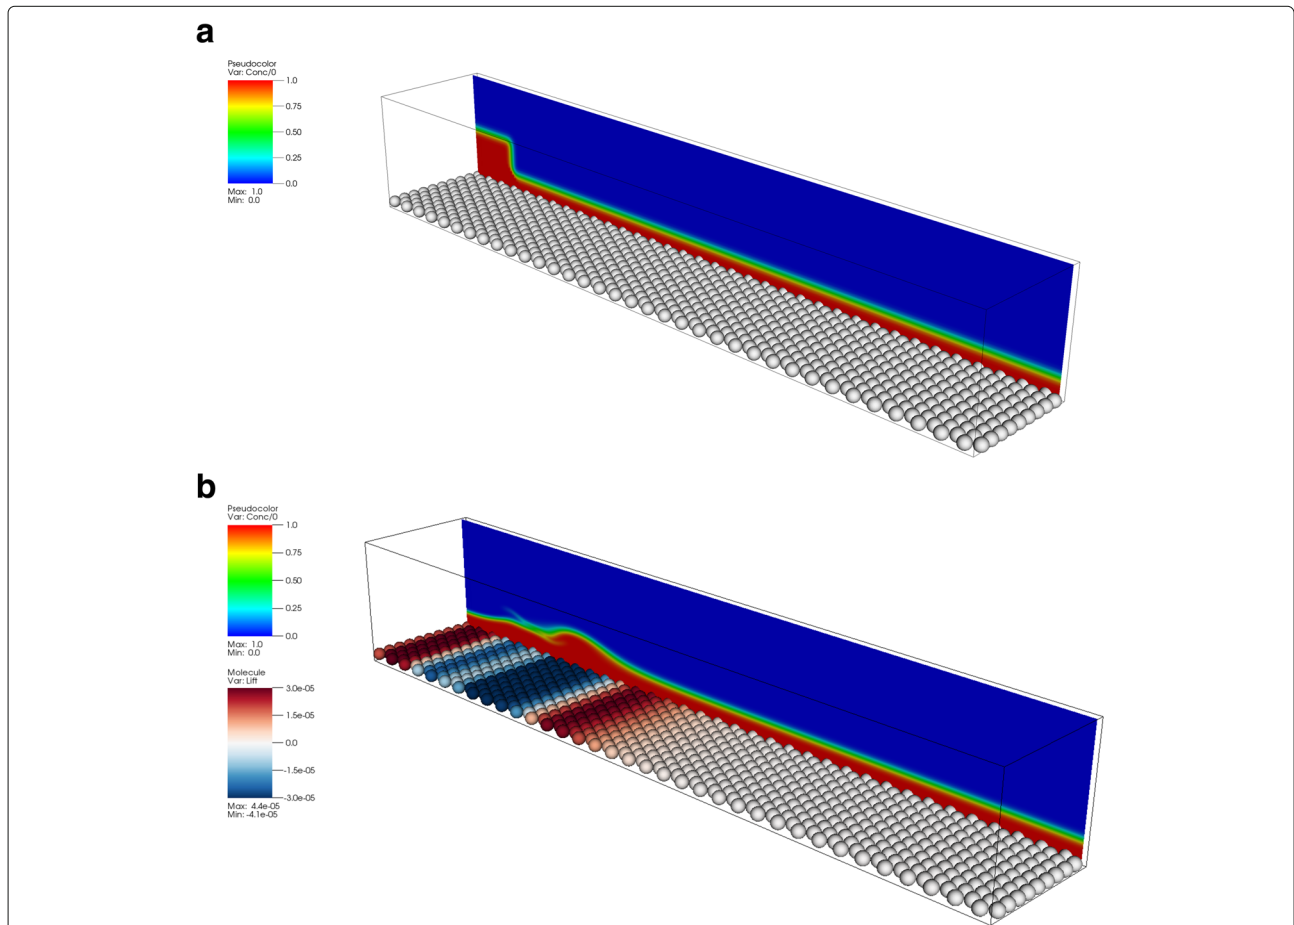 a
Pseudocolor
Var: Conc/0
1.0
0.75
0.50
0.25
0.0
Max: 1.0
Min: 0.0
b
Pseudocolor
Var: Conc/0
1.0
0.75
0.50
0.25
0.0
Max: 1.0
Min: 0.0
Molecule
Var: Lift
3.0e-05
1.5e-05
0.0
-1.5e-05
-3.0e-05
Max: 4.4e-05
Min: -4.1e-05